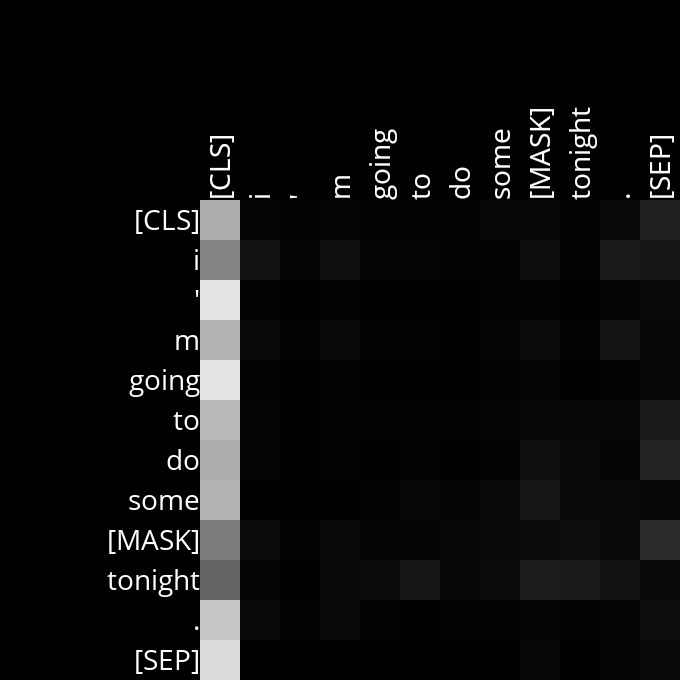 [CLS] i ' m going to do some [MASK] tonight . [SEP]
[CLS]
i
'
m
going
to
do
some
[MASK]
tonight
.
[SEP]